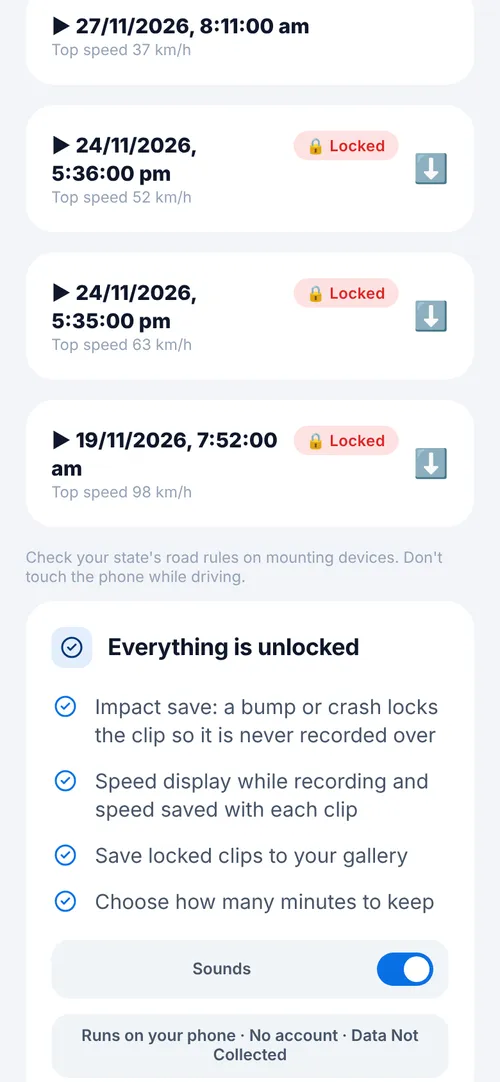 ▶ 27/11/2026, 8:11:00 am
Top speed 37 km/h
▶ 24/11/2026,
5:36:00 pm
🔒 Locked
⬇️
Top speed 52 km/h
▶ 24/11/2026,
5:35:00 pm
🔒 Locked
⬇️
Top speed 63 km/h
▶ 19/11/2026, 7:52:00
am
🔒 Locked
⬇️
Top speed 98 km/h
Check your state's road rules on mounting devices. Don't
touch the phone while driving.
Everything is unlocked
Impact save: a bump or crash locks
the clip so it is never recorded over
Speed display while recording and
speed saved with each clip
Save locked clips to your gallery
Choose how many minutes to keep
Sounds
Runs on your phone · No account · Data Not
Collected